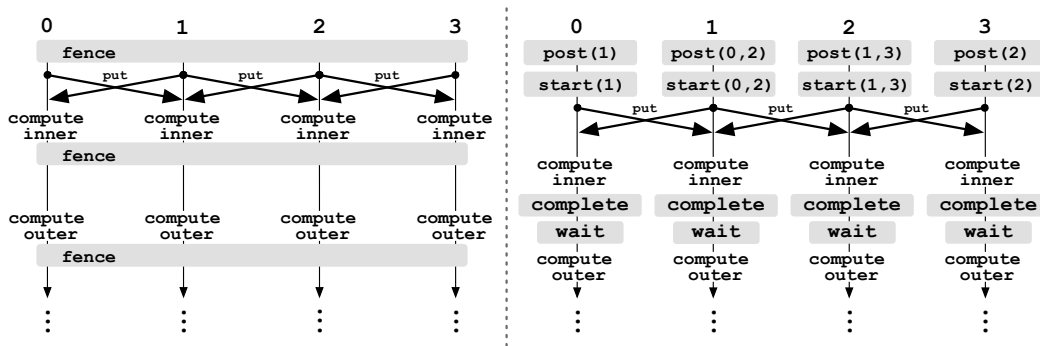 0 1 2 3
fence
put put put
compute compute compute compute
inner inner inner inner
fence
compute compute compute compute
outer outer outer outer
fence
0 1 2 3
post(1) post(0,2) post(1,3) post(2)
start(1) start(0,2) start(1,3) start(2)
put put put
compute compute compute compute
inner inner inner inner
complete complete complete complete
wait wait wait wait
compute compute compute compute
outer outer outer outer